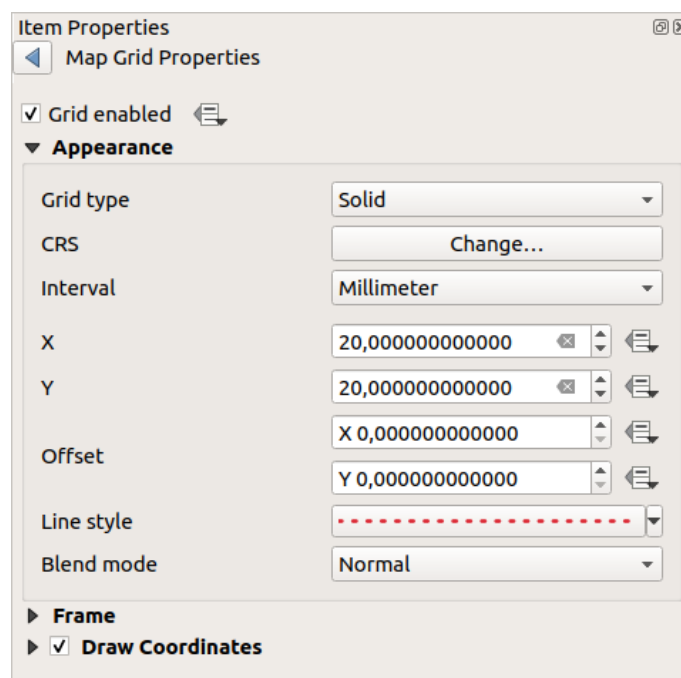 Item Properties
Map Grid Properties
Grid enabled
Appearance
Grid type Solid
CRS Change...
Interval Millimeter
X 20,000000000000
Y 20,000000000000
Offset X 0,000000000000
Y 0,000000000000
Line style
Blend mode Normal
Frame
Draw Coordinates